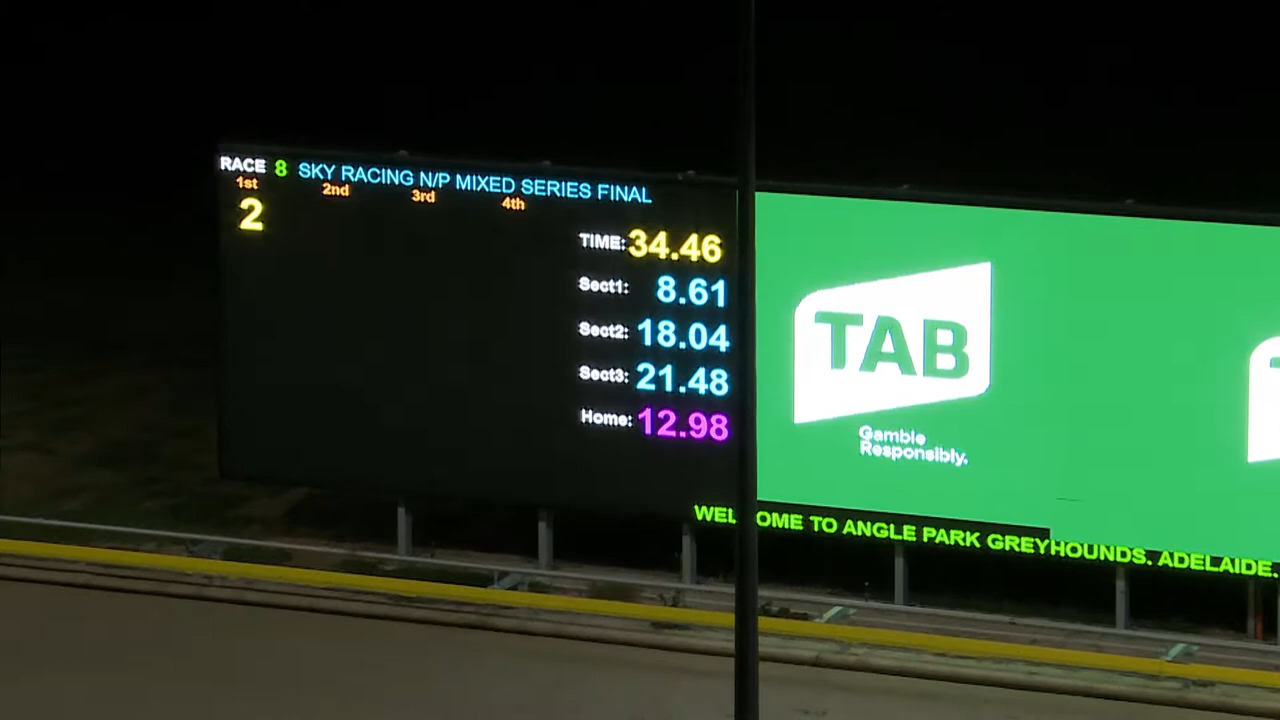 RACE 8 SKY RACING N/P MIXED SERIES FINAL
1st 2nd 3rd 4th
2
TIME: 34.46
Sect1: 8.61
Sect2: 18.04
Sect3: 21.48
Home: 12.98
TAB
Gamble
Responsibly.
WELCOME TO ANGLE PARK GREYHOUNDS. ADELAIDE.